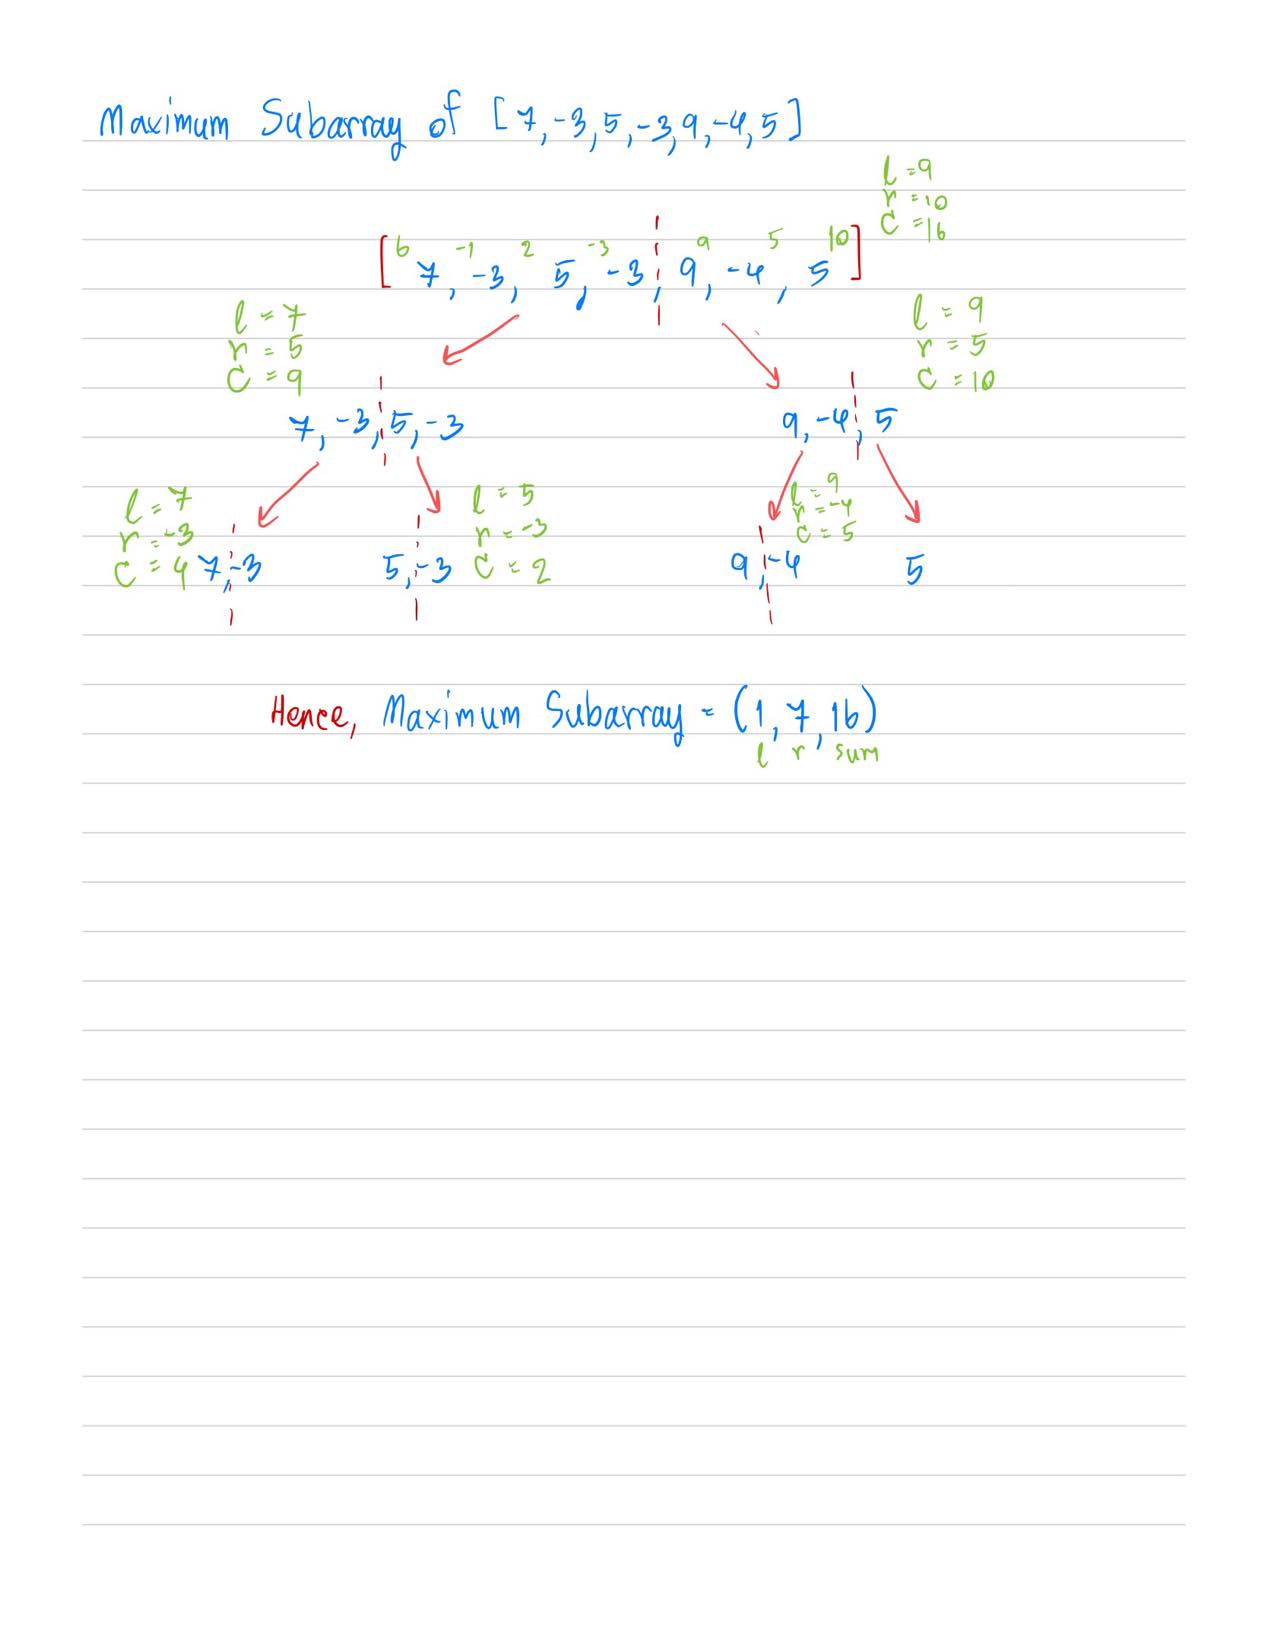 Maximum Subarray of [7,-3,5,-3,9,-4,5]
l = 9
r = 10
C = 16
6 -1 2 -3 9 5 10
[7, -3, 5, -3, 9, -4, 5]
l = 7
r = 5
C = 9
l = 9
r = 5
C = 10
7, -3, 5, -3
9, -4, 5
l = 7
r = -3
C = 4
7,-3
l = 5
r = -3
C = 2
5,-3
l = 9
r = -4
C = 5
9,-4
5
Hence, Maximum Subarray = (1, 7, 16)
l r sum